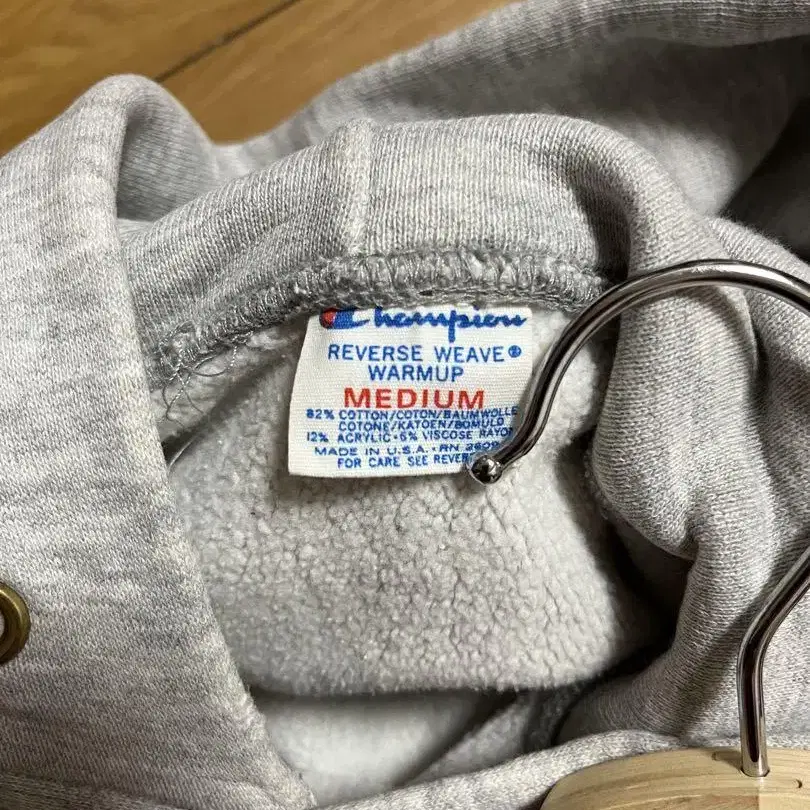 Champion
REVERSE WEAVE®
WARMUP
MEDIUM
82% COTTON/COTON/BAUMWOLLE
COTONE/KATOEN/BOMULD
12% ACRYLIC•6% VISCOSE RAYON
MADE IN U.S.A.•RN
FOR CARE SEE